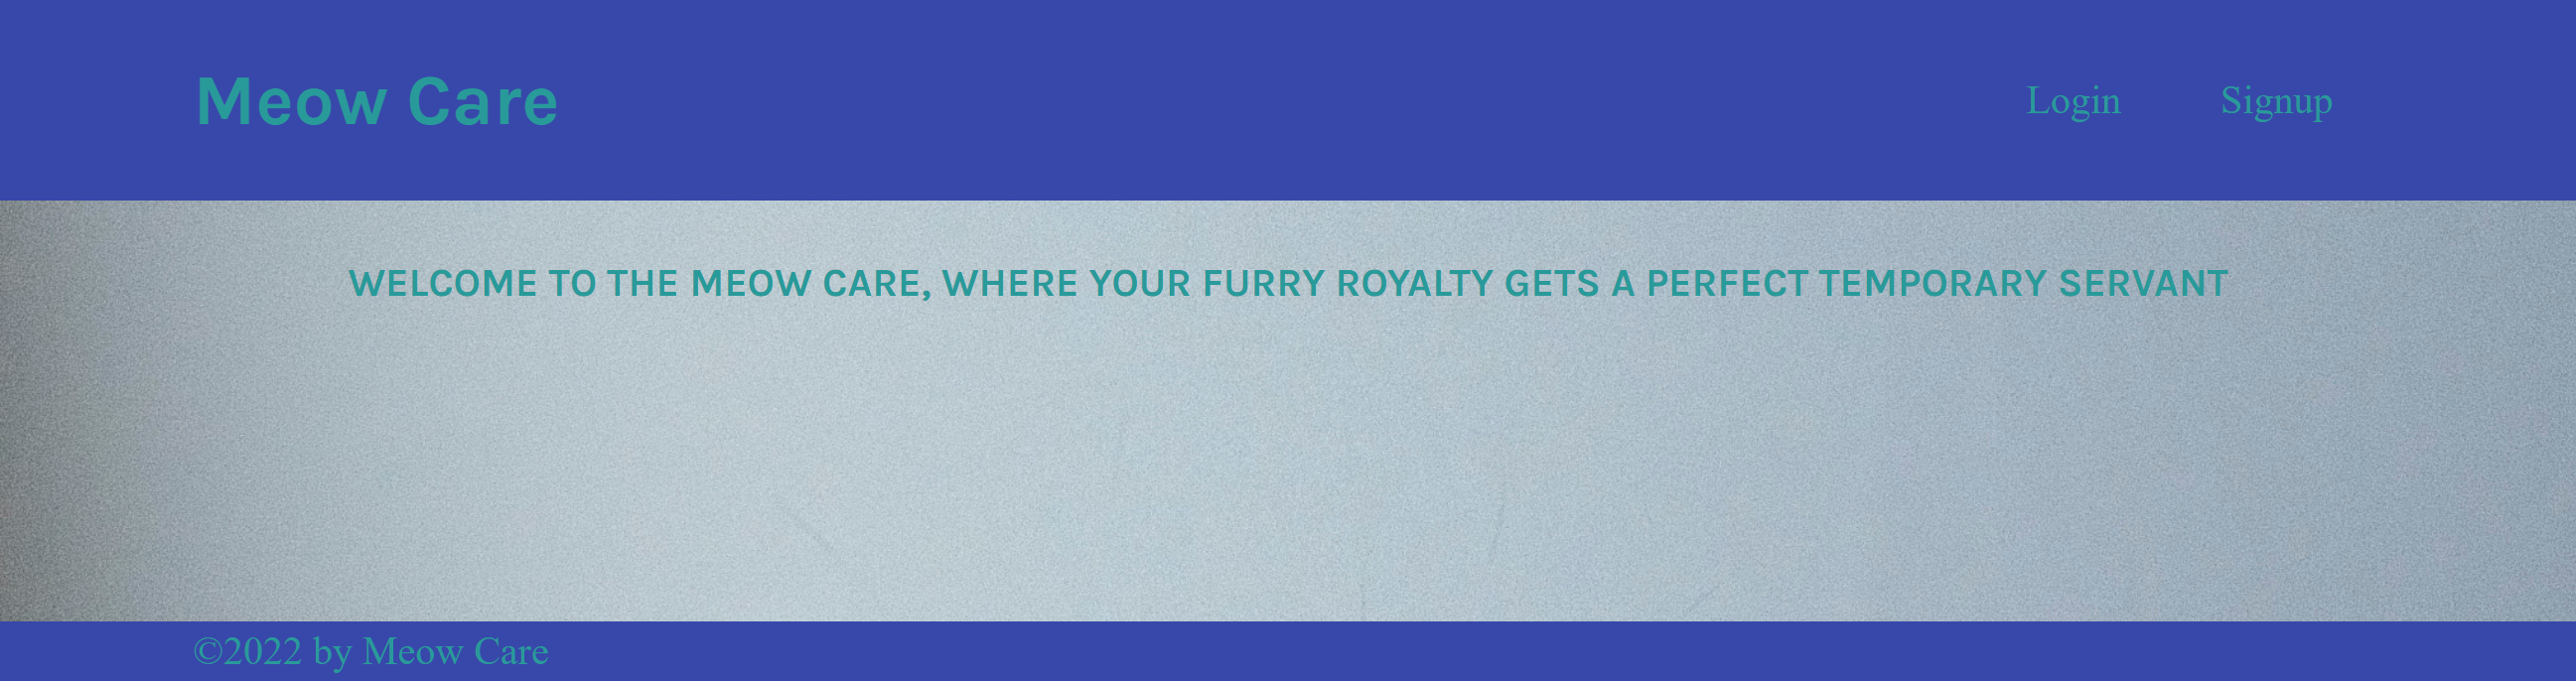 Meow Care
Login
Signup
WELCOME TO THE MEOW CARE, WHERE YOUR FURRY ROYALTY GETS A PERFECT TEMPORARY SERVANT
©2022 by Meow Care